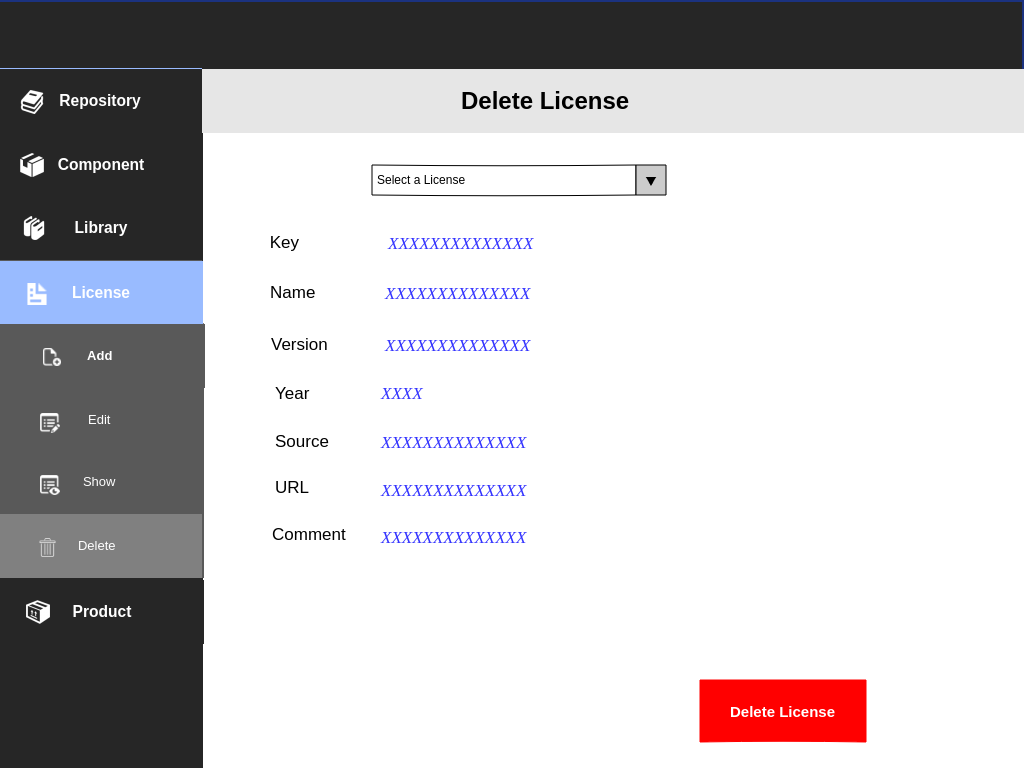 Delete License
Repository
Component
Library
License
Add
Edit
Show
Delete
Product
Select a License
Key XXXXXXXXXXXXXX
Name XXXXXXXXXXXXXX
Version XXXXXXXXXXXXXX
Year XXXX
Source XXXXXXXXXXXXXX
URL XXXXXXXXXXXXXX
Comment XXXXXXXXXXXXXX
Delete License